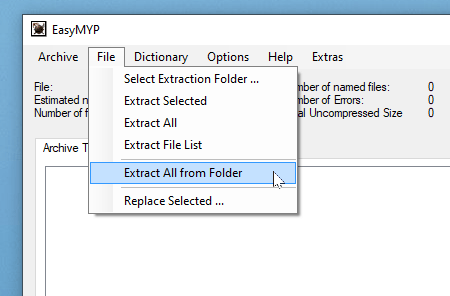 EasyMYP
Archive File Dictionary Options Help Extras
File:
Estimated n
Number of f
Select Extraction Folder ...
Extract Selected
Extract All
Extract File List
Extract All from Folder
Replace Selected ...
mber of named files: 0
mber of Errors: 0
al Uncompressed Size 0
Archive T